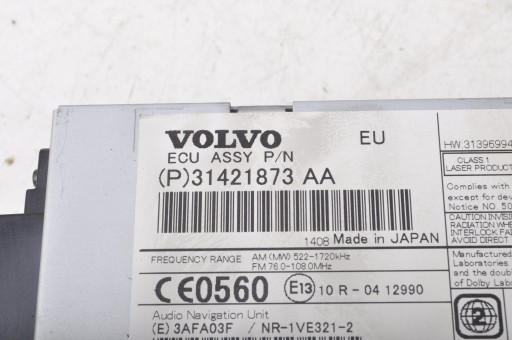 VOLVO EU
ECU ASSY P/N
(P)31421873 AA
1408 Made in JAPAN
FREQUENCY RANGE AM (MW) 522-1720kHz
FM 76.0-108.0MHz
CE0560 E13 10 R - 04 12990
Audio Navigation Unit
(E) 3AFA03F / NR-1VE321-2
HW:31396994
CLASS 1
LASER PRODUCT
Complies with
except for dev
Notice NO. 50
CAUTION INVISI
RADIATION WHE
INTERLOCK FA
AVOID DIRECT
Manufactured
Laboratories
and the doubl
of Dolby Labo
2